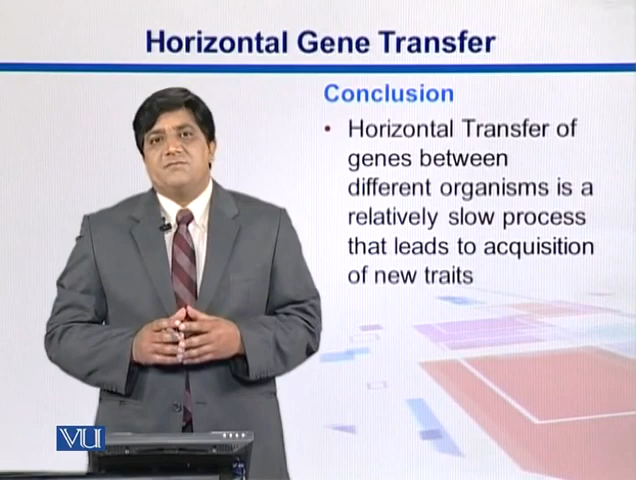 Horizontal Gene Transfer
Conclusion
• Horizontal Transfer of
genes between
different organisms is a
relatively slow process
that leads to acquisition
of new traits
VU